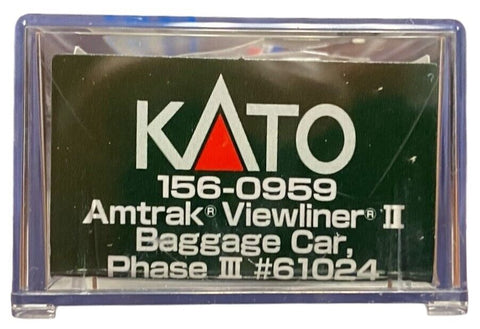 KATO
156-0959
Amtrak® Viewliner® II
Baggage Car,
Phase III #61024